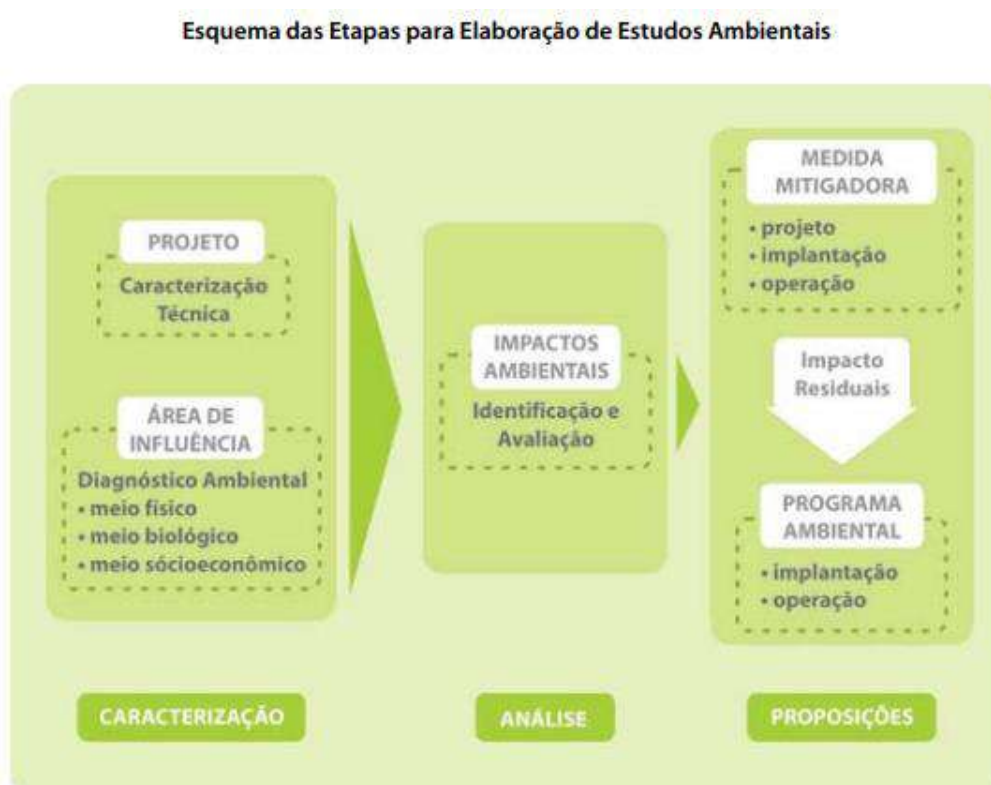 Esquema das Etapas para Elaboração de Estudos Ambientais
PROJETO
Caracterização
Técnica
ÁREA DE
INFLUÊNCIA
Diagnóstico Ambiental
• meio físico
• meio biológico
• meio sócioeconômico
CARACTERIZAÇÃO
IMPACTOS
AMBIENTAIS
Identificação e
Avaliação
ANÁLISE
MEDIDA
MITIGADORA
• projeto
• implantação
• operação
Impacto
Residuais
PROGRAMA
AMBIENTAL
• implantação
• operação
PROPOSIÇÕES